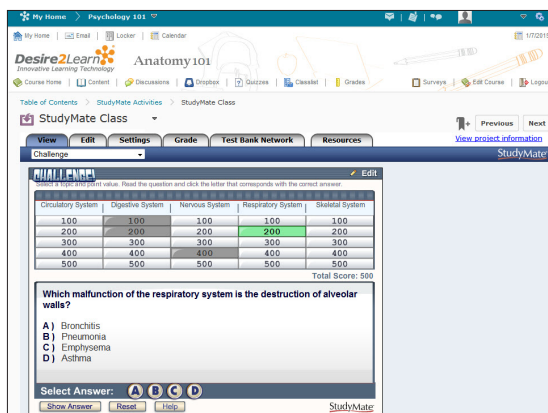 My Home > Psychology 101
My Home Email Locker Calendar 1/7/2015
Desire2Learn
Innovative Learning Technology
Anatomy101
Course Home Content Discussions Dropbox Quizzes Classlist Grades Surveys Edit Course Logou
Table of Contents > StudyMate Activities > StudyMate Class
StudyMate Class
Previous Next
View Edit Settings Grade Test Bank Network Resources
View project information
Challenge
StudyMate
CHALLENGE!
Edit
Select a topic and point value. Read the question and click the letter that corresponds with the correct answer.
Circulatory System Digestive System Nervous System Respiratory System Skeletal System
100 100 100 100 100
200 200 200 200 200
300 300 300 300 300
400 400 400 400 400
500 500 500 500 500
Total Score: 500
Which malfunction of the respiratory system is the destruction of alveolar
walls?
A ) Bronchitis
B ) Pneumonia
C ) Emphysema
D ) Asthma
Select Answer: A B C D
Show Answer Reset Help StudyMate